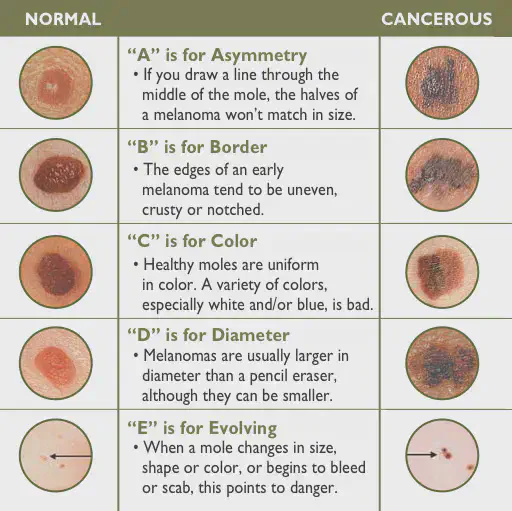 NORMAL
CANCEROUS
“A” is for Asymmetry
• If you draw a line through the
middle of the mole, the halves of
a melanoma won’t match in size.
“B” is for Border
• The edges of an early
melanoma tend to be uneven,
crusty or notched.
“C” is for Color
• Healthy moles are uniform
in color. A variety of colors,
especially white and/or blue, is bad.
“D” is for Diameter
• Melanomas are usually larger in
diameter than a pencil eraser,
although they can be smaller.
“E” is for Evolving
• When a mole changes in size,
shape or color, or begins to bleed
or scab, this points to danger.